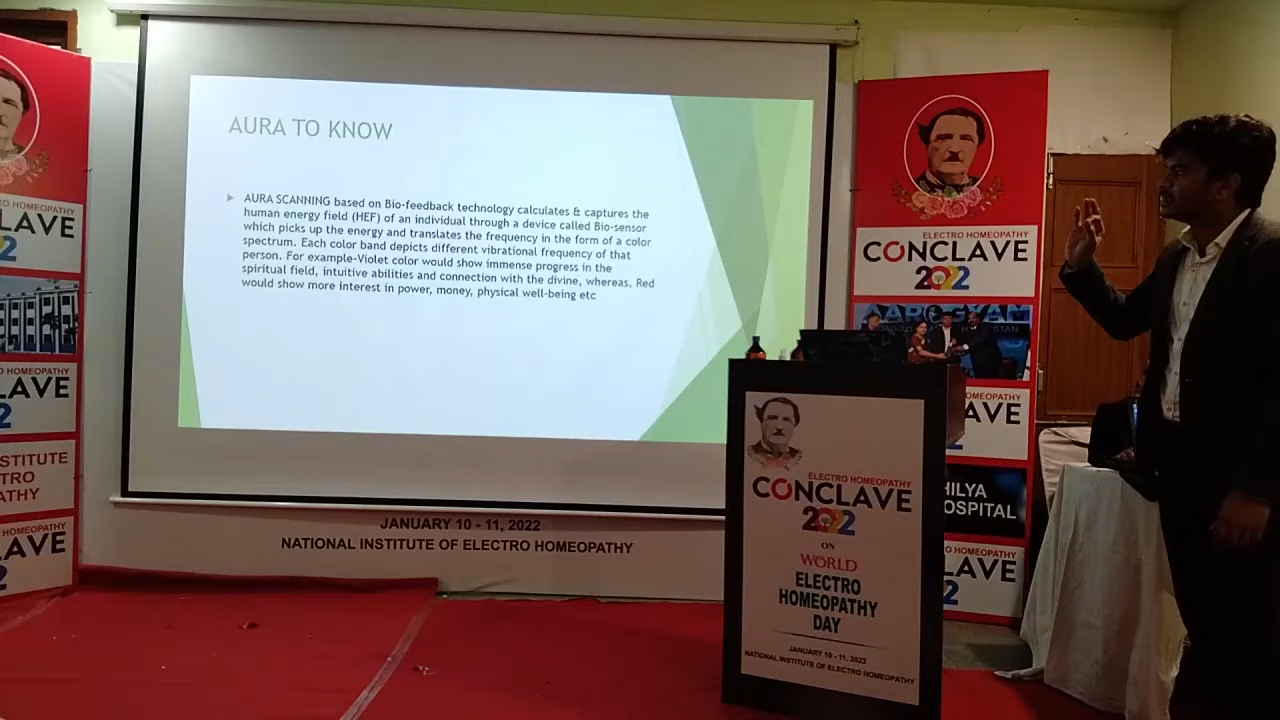 AURA TO KNOW
AURA SCANNING based on Bio-feedback technology calculates & captures the
human energy field (HEF) of an individual through a device called Bio-sensor
which picks up the energy and translates the frequency in the form of a color
spectrum. Each color band depicts different vibrational frequency of that
person. For example-Violet color would show immense progress in the
spiritual field, intuitive abilities and connection with the divine, whereas, Red
would show more interest in power, money, physical well-being etc
JANUARY 10 - 11, 2022
NATIONAL INSTITUTE OF ELECTRO HOMEOPATHY
O HOMEOPATHY
LAVE
2
O HOMEOPATHY
LAVE
2
STITUTE
TRO
ATHY
HOMEOPATHY
AVE
2
ELECTRO HOMEOPATHY
CONCLAVE
2022
AAROGYAM
OMEOPATHY
AVE
HILYA
OSPITAL
O HOMEOPATHY
LAVE
2
ELECTRO HOMEOPATHY
CONCLAVE
2022
ON
WORLD
ELECTRO
HOMEOPATHY
DAY
JANUARY 10 - 11, 2022
NATIONAL INSTITUTE OF ELECTRO HOMEOPATHY